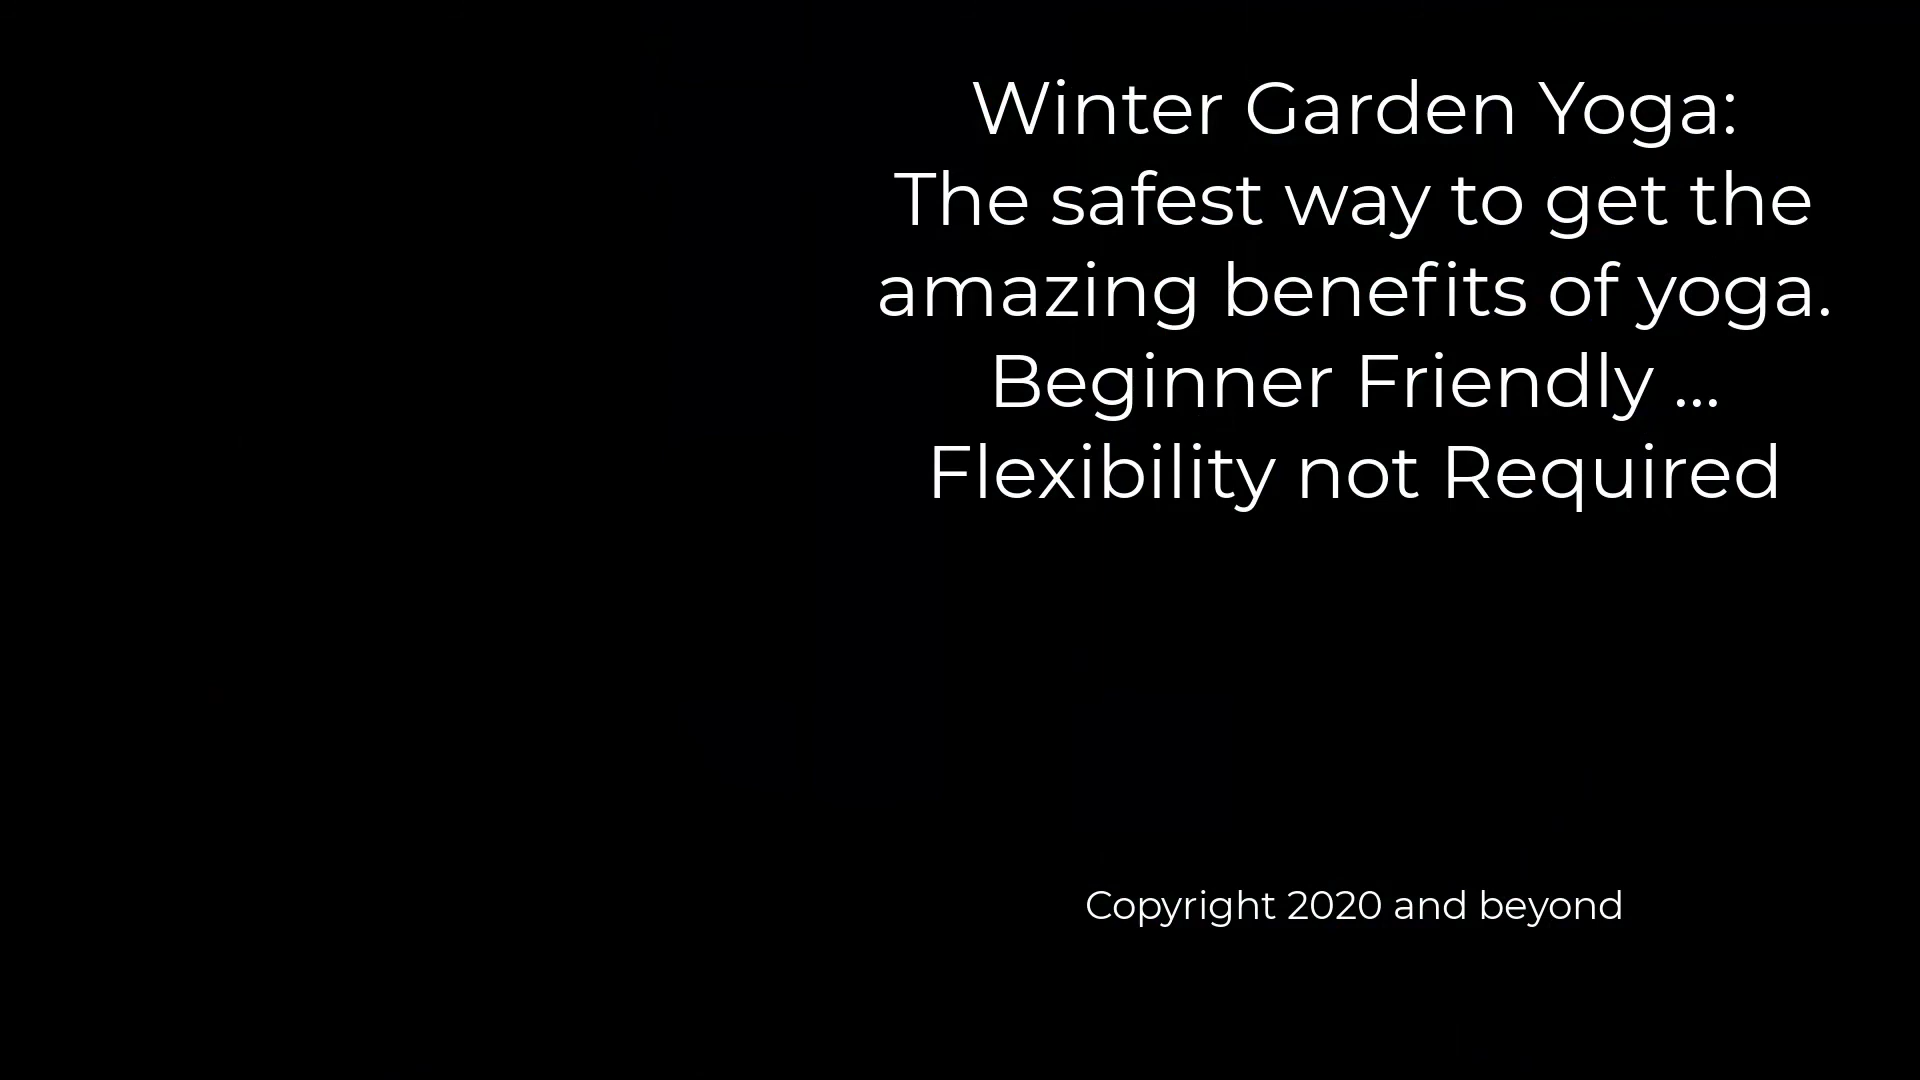 Winter Garden Yoga:
The safest way to get the
amazing benefits of yoga.
Beginner Friendly ...
Flexibility not Required
Copyright 2020 and beyond